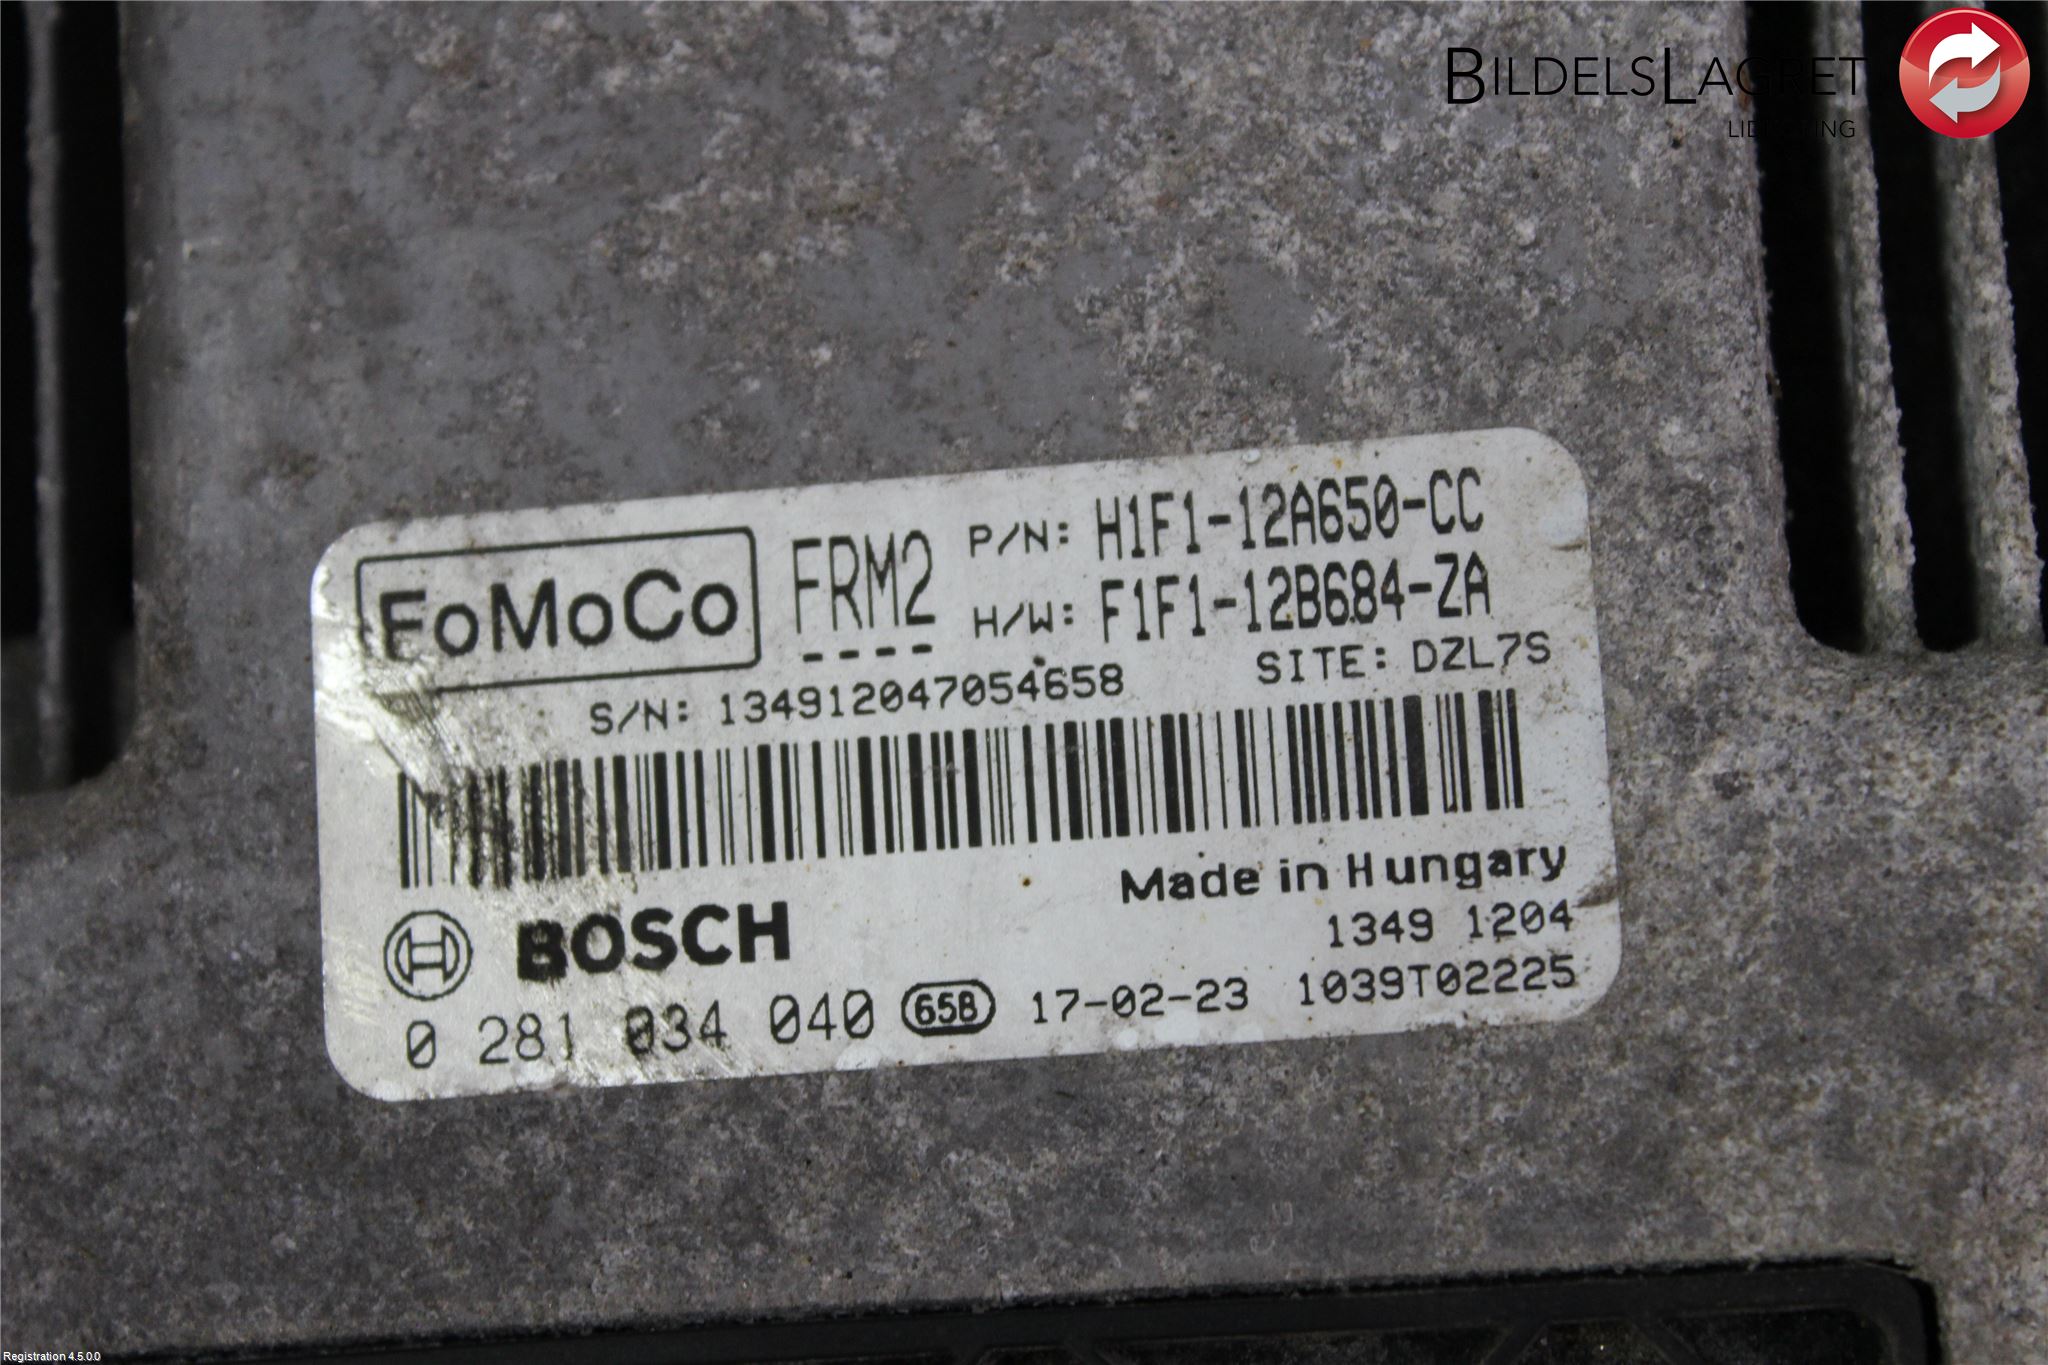 BILDELSLAGRET
FoMoCo
FRM2
P/N: H1F1-12A650-CC
H/W: F1F1-12B684-ZA
S/N: 134912047054658
SITE: DZL7S
Made in Hungary
BOSCH
1349 1204
0 281 034 040 65B 17-02-23 1039T02225
Registration 4.5.0.0